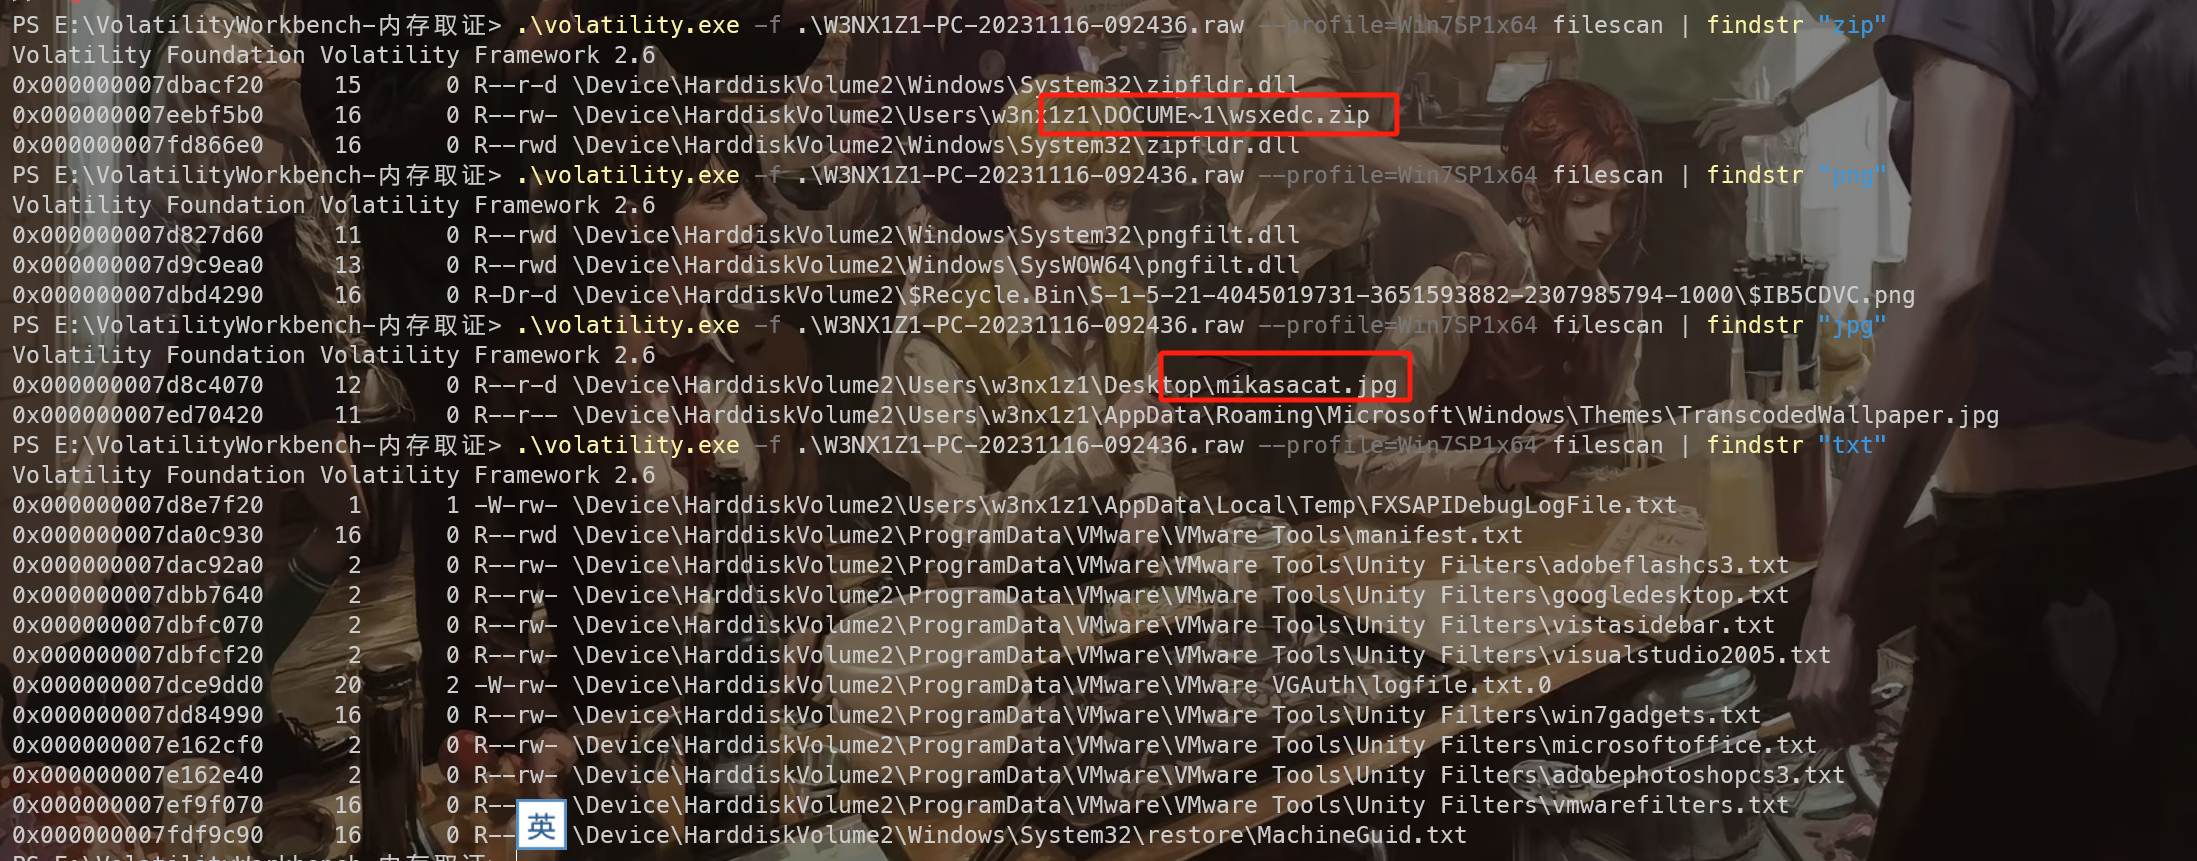 PS E:\VolatilityWorkbench-内存取证> .\volatility.exe -f .\W3NX1Z1-PC-20231116-092436.raw --profile=Win7SP1x64 filescan | findstr "zip"
Volatility Foundation Volatility Framework 2.6
0x000000007dbacf20     15      0 R--r-d \Device\HarddiskVolume2\Windows\System32\zipfldr.dll
0x000000007eebf5b0     16      0 R--rw- \Device\HarddiskVolume2\Users\w3nx1z1\DOCUME~1\wsxedc.zip
0x000000007fd866e0     16      0 R--rwd \Device\HarddiskVolume2\Windows\System32\zipfldr.dll
PS E:\VolatilityWorkbench-内存取证> .\volatility.exe -f .\W3NX1Z1-PC-20231116-092436.raw --profile=Win7SP1x64 filescan | findstr "png"
Volatility Foundation Volatility Framework 2.6
0x000000007d827d60     11      0 R--rwd \Device\HarddiskVolume2\Windows\System32\pngfilt.dll
0x000000007d9c9ea0     13      0 R--rwd \Device\HarddiskVolume2\Windows\SysWOW64\pngfilt.dll
0x000000007dbd4290     16      0 R-Dr-d \Device\HarddiskVolume2\$Recycle.Bin\S-1-5-21-4045019731-3651593882-2307985794-1000\$IB5CDVC.png
PS E:\VolatilityWorkbench-内存取证> .\volatility.exe -f .\W3NX1Z1-PC-20231116-092436.raw --profile=Win7SP1x64 filescan | findstr "jpg"
Volatility Foundation Volatility Framework 2.6
0x000000007d8c4070     12      0 R--r-d \Device\HarddiskVolume2\Users\w3nx1z1\Desktop\mikasacat.jpg
0x000000007ed70420     11      0 R--r-- \Device\HarddiskVolume2\Users\w3nx1z1\AppData\Roaming\Microsoft\Windows\Themes\TranscodedWallpaper.jpg
PS E:\VolatilityWorkbench-内存取证> .\volatility.exe -f .\W3NX1Z1-PC-20231116-092436.raw --profile=Win7SP1x64 filescan | findstr "txt"
Volatility Foundation Volatility Framework 2.6
0x000000007d8e7f20      1      1 -W-rw- \Device\HarddiskVolume2\Users\w3nx1z1\AppData\Local\Temp\FXSAPIDebugLogFile.txt
0x000000007da0c930     16      0 R--rwd \Device\HarddiskVolume2\ProgramData\VMware\VMware Tools\manifest.txt
0x000000007dac92a0      2      0 R--rw- \Device\HarddiskVolume2\ProgramData\VMware\VMware Tools\Unity Filters\adobeflashcs3.txt
0x000000007dbb7640      2      0 R--rw- \Device\HarddiskVolume2\ProgramData\VMware\VMware Tools\Unity Filters\googledesktop.txt
0x000000007dbfc070      2      0 R--rw- \Device\HarddiskVolume2\ProgramData\VMware\VMware Tools\Unity Filters\vistasidebar.txt
0x000000007dbfcf20      2      0 R--rw- \Device\HarddiskVolume2\ProgramData\VMware\VMware Tools\Unity Filters\visualstudio2005.txt
0x000000007dce9dd0     20      2 -W-rw- \Device\HarddiskVolume2\ProgramData\VMware\VMware VGAuth\logfile.txt.0
0x000000007dd84990     16      0 R--rw- \Device\HarddiskVolume2\ProgramData\VMware\VMware Tools\Unity Filters\win7gadgets.txt
0x000000007e162cf0      2      0 R--rw- \Device\HarddiskVolume2\ProgramData\VMware\VMware Tools\Unity Filters\microsoftoffice.txt
0x000000007e162e40      2      0 R--rw- \Device\HarddiskVolume2\ProgramData\VMware\VMware Tools\Unity Filters\adobephotoshopcs3.txt
0x000000007ef9f070     16      0 R-- \Device\HarddiskVolume2\ProgramData\VMware\VMware Tools\Unity Filters\vmwarefilters.txt
英
0x000000007fdf9c90     16      0 R-- \Device\HarddiskVolume2\Windows\System32\restore\MachineGuid.txt
PS E:\VolatilityWorkbench-内存取证>